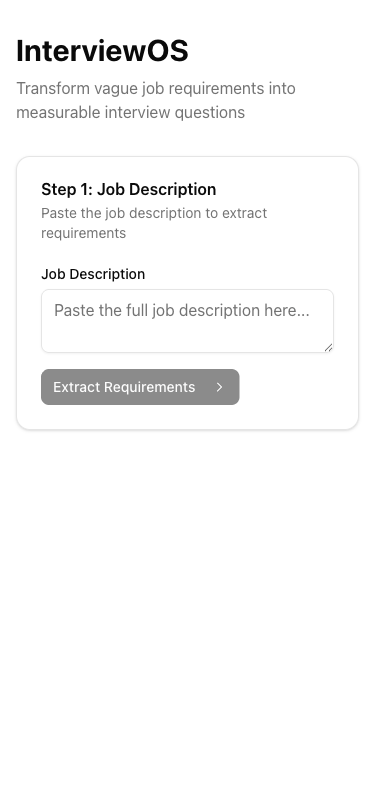 InterviewOS
Transform vague job requirements into
measurable interview questions
Step 1: Job Description
Paste the job description to extract
requirements
Job Description
Paste the full job description here...
Extract Requirements